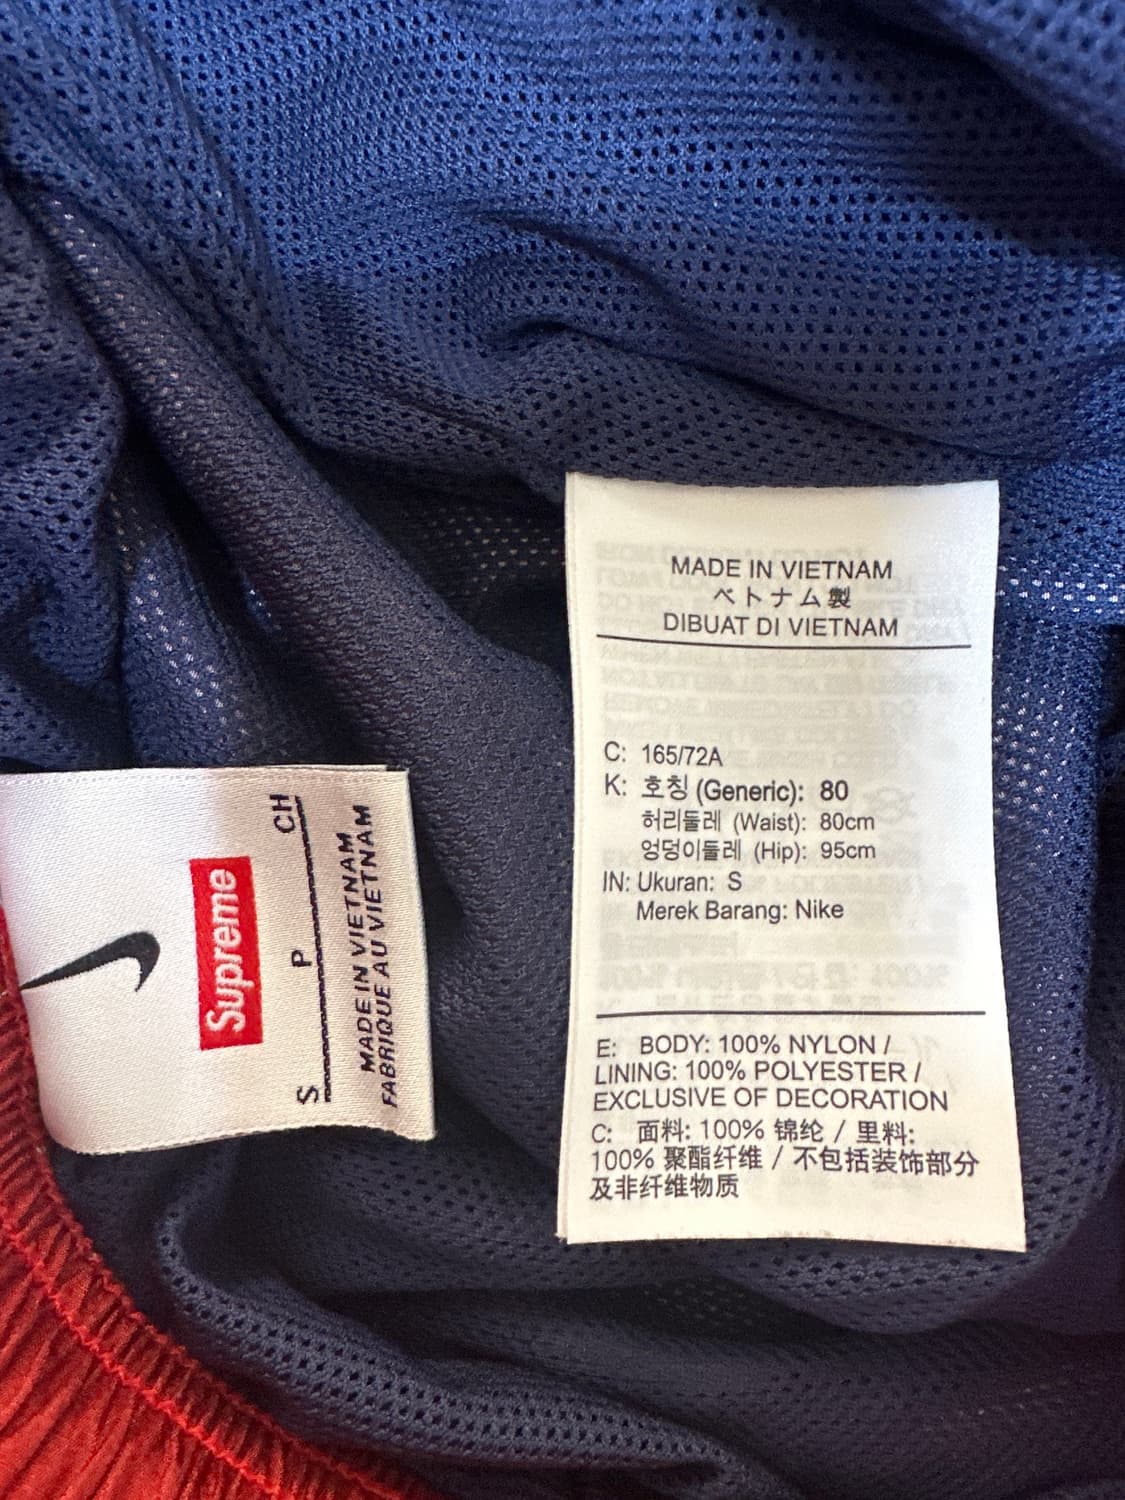 Supreme
S P CH
MADE IN VIETNAM
FABRIQUE AU VIETNAM
MADE IN VIETNAM
ベトナム製
DIBUAT DI VIETNAM
C: 165/72A
K: 호칭 (Generic): 80
허리둘레 (Waist): 80cm
엉덩이둘레 (Hip): 95cm
IN: Ukuran: S
Merek Barang: Nike
E: BODY: 100% NYLON /
LINING: 100% POLYESTER /
EXCLUSIVE OF DECORATION
C: 面料: 100% 锦纶 / 里料:
100% 聚酯纤维 / 不包括装饰部分
及非纤维物质